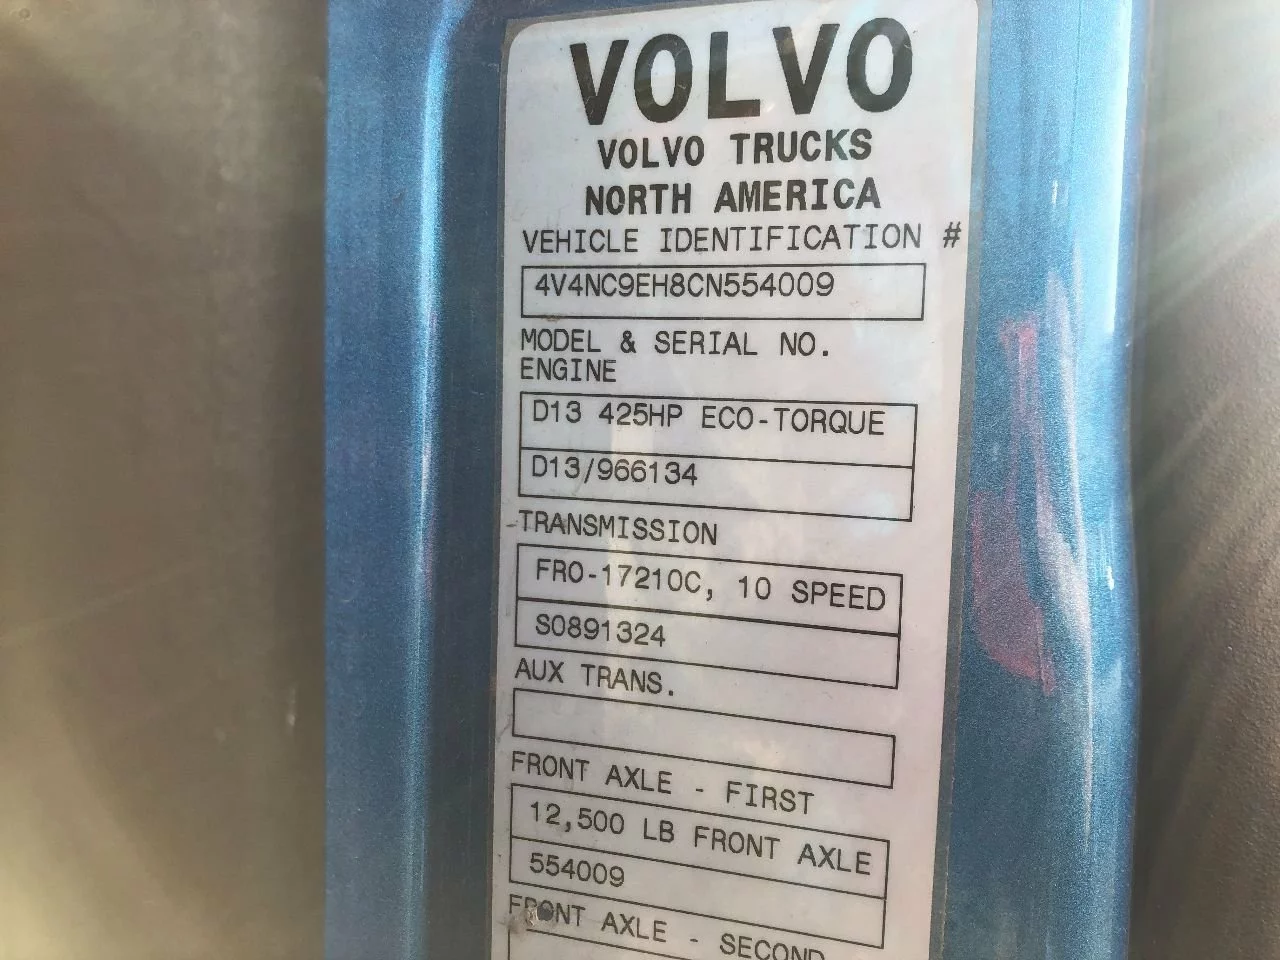 VOLVO
VOLVO TRUCKS
NORTH AMERICA
VEHICLE IDENTIFICATION #
4V4NC9EH8CN554009
MODEL & SERIAL NO.
ENGINE
D13 425HP ECO-TORQUE
D13/966134
TRANSMISSION
FRO-17210C, 10 SPEED
S0891324
AUX TRANS.
FRONT AXLE - FIRST
12,500 LB FRONT AXLE
554009
FRONT AXLE - SECOND